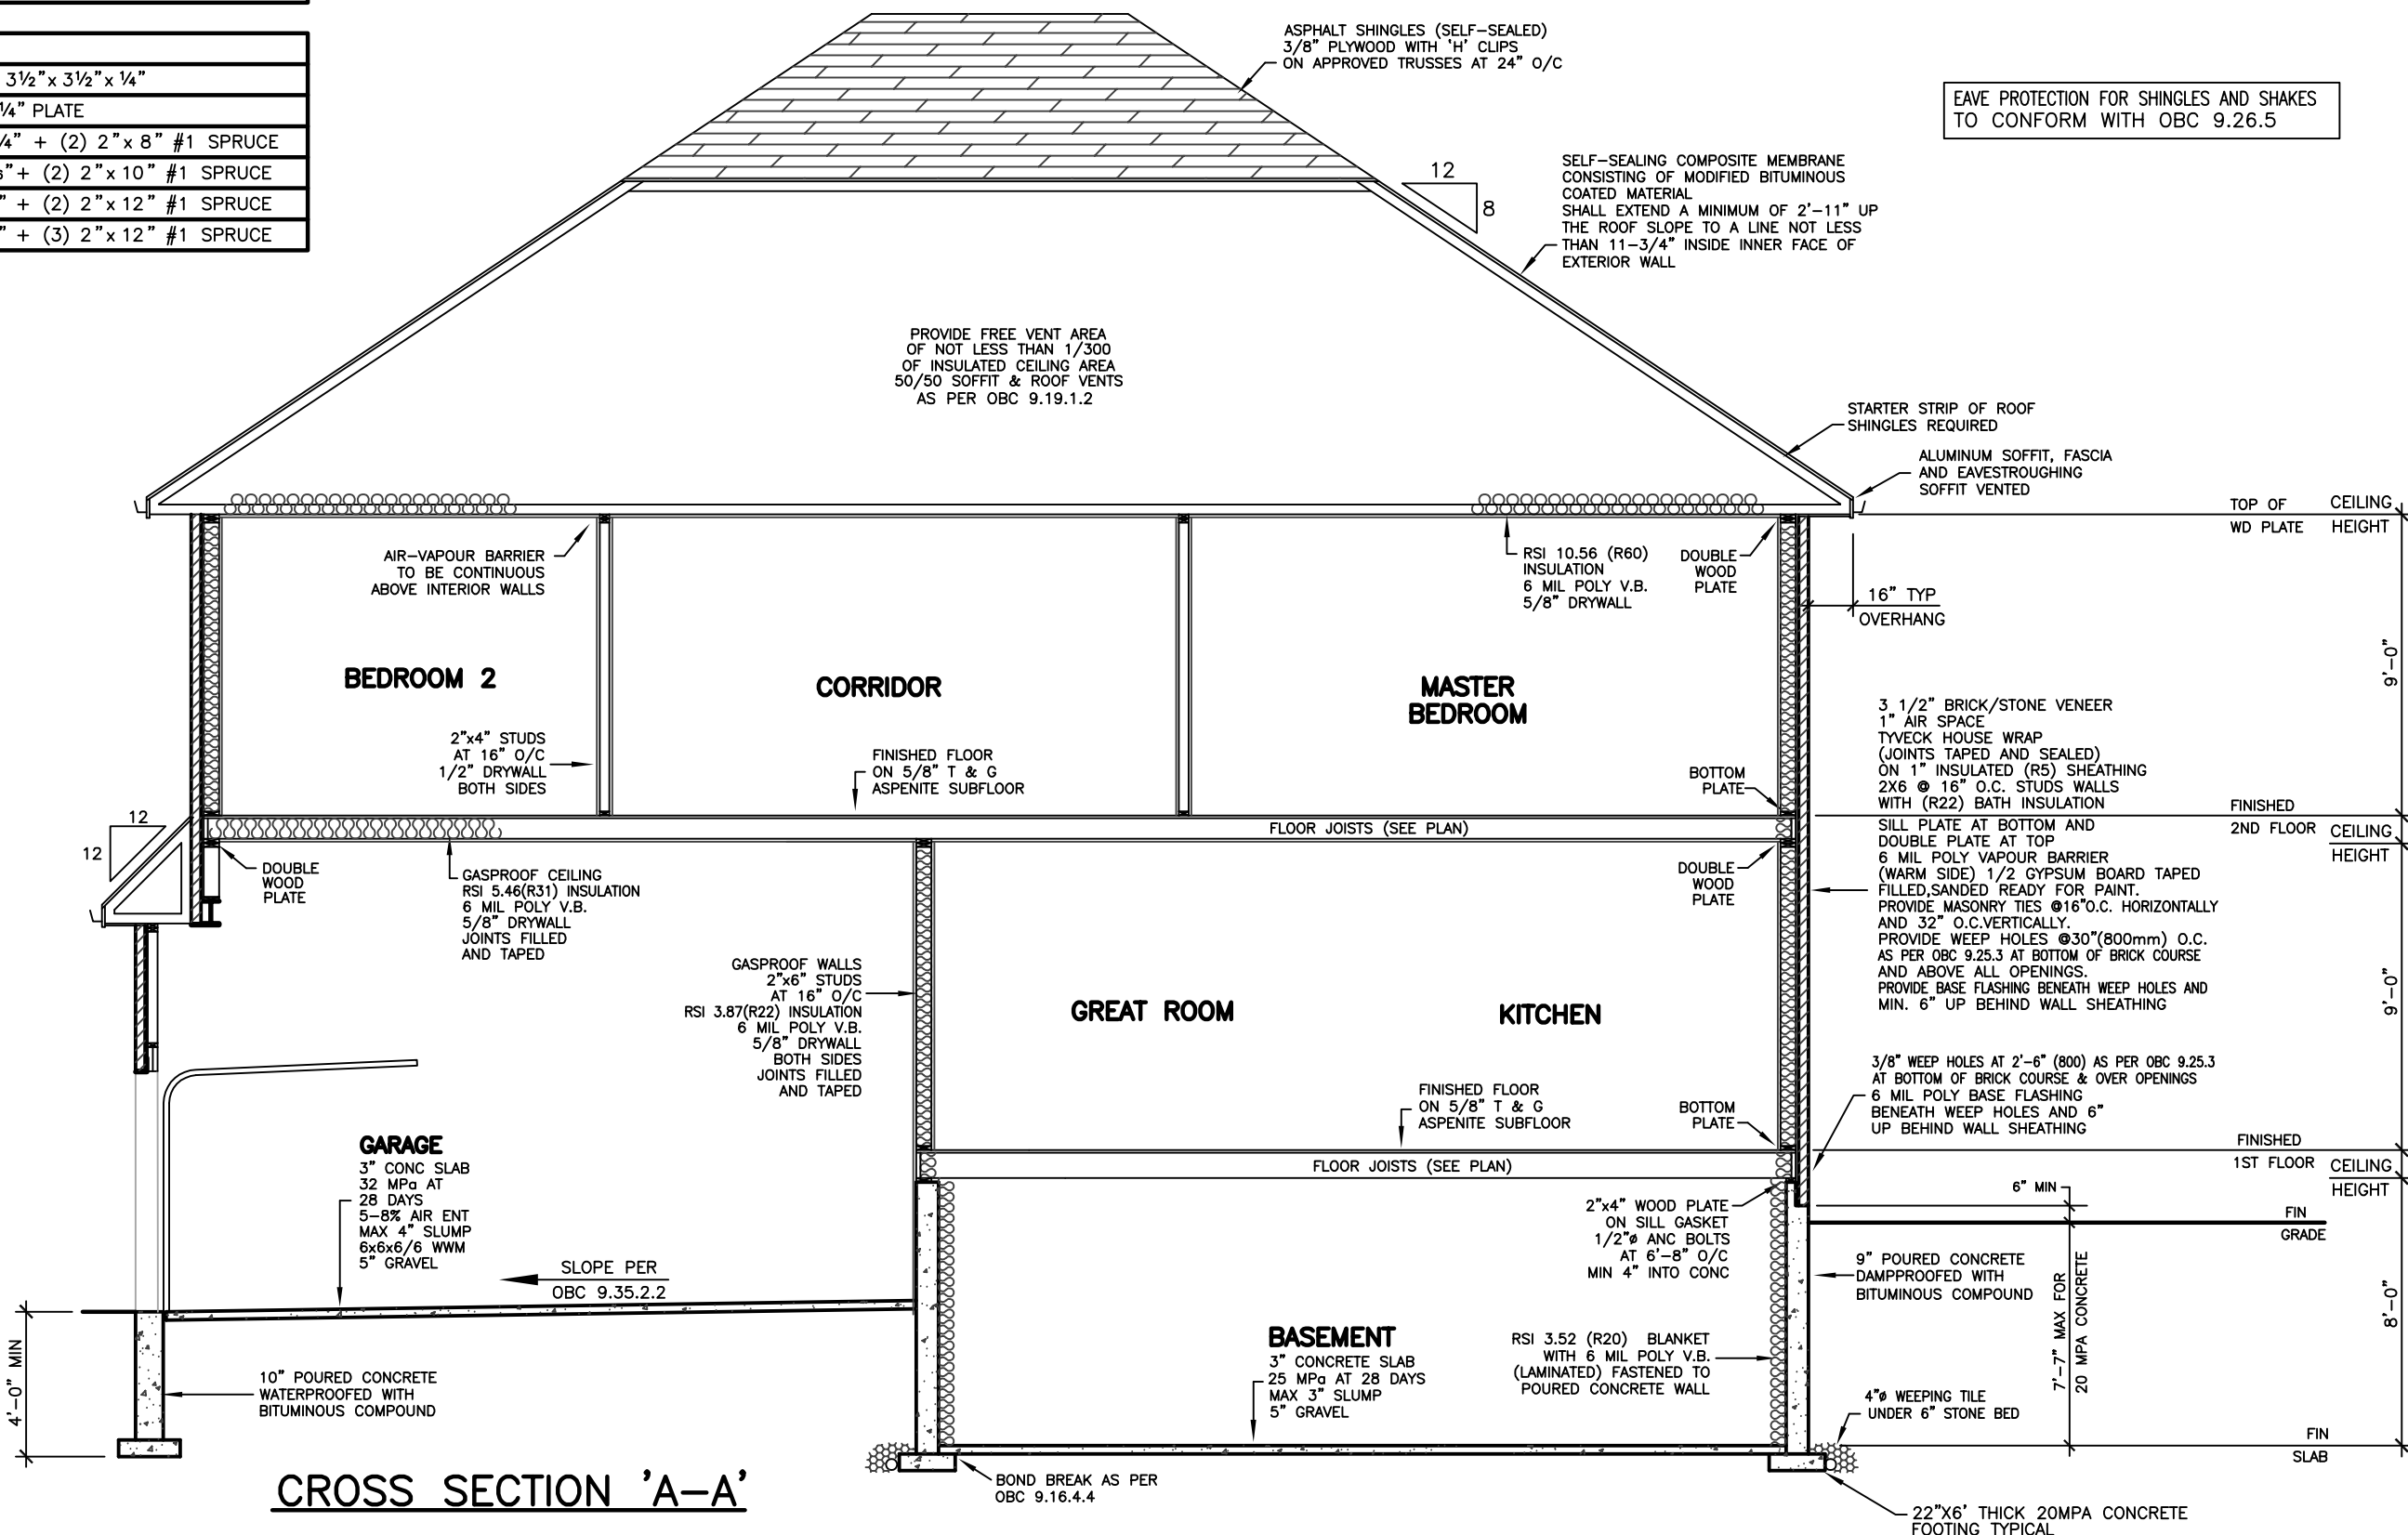 3½"x 3½"x ¼"
¼" PLATE
¼" + (2) 2"x 8" #1 SPRUCE
"+ (2) 2"x 10" #1 SPRUCE
" + (2) 2"x 12" #1 SPRUCE
" + (3) 2"x 12" #1 SPRUCE
ASPHALT SHINGLES (SELF-SEALED)
3/8" PLYWOOD WITH 'H' CLIPS
ON APPROVED TRUSSES AT 24" O/C
EAVE PROTECTION FOR SHINGLES AND SHAKES
TO CONFORM WITH OBC 9.26.5
12
8
SELF-SEALING COMPOSITE MEMBRANE
CONSISTING OF MODIFIED BITUMINOUS
COATED MATERIAL
SHALL EXTEND A MINIMUM OF 2'-11" UP
THE ROOF SLOPE TO A LINE NOT LESS
THAN 11-3/4" INSIDE INNER FACE OF
EXTERIOR WALL
PROVIDE FREE VENT AREA
OF NOT LESS THAN 1/300
OF INSULATED CEILING AREA
50/50 SOFFIT & ROOF VENTS
AS PER OBC 9.19.1.2
STARTER STRIP OF ROOF
SHINGLES REQUIRED
ALUMINUM SOFFIT, FASCIA
AND EAVESTROUGHING
SOFFIT VENTED
TOP OF
WD PLATE
CEILING
HEIGHT
AIR-VAPOUR BARRIER
TO BE CONTINUOUS
ABOVE INTERIOR WALLS
RSI 10.56 (R60)
INSULATION
6 MIL POLY V.B.
5/8" DRYWALL
DOUBLE
WOOD
PLATE
16" TYP
OVERHANG
9'-0"
BEDROOM 2
CORRIDOR
MASTER
BEDROOM
2"x4" STUDS
AT 16" O/C
1/2" DRYWALL
BOTH SIDES
FINISHED FLOOR
ON 5/8" T & G
ASPENITE SUBFLOOR
BOTTOM
PLATE
3 1/2" BRICK/STONE VENEER
1" AIR SPACE
TYVECK HOUSE WRAP
(JOINTS TAPED AND SEALED)
ON 1" INSULATED (R5) SHEATHING
2X6 @ 16" O.C. STUDS WALLS
WITH (R22) BATH INSULATION
SILL PLATE AT BOTTOM AND
DOUBLE PLATE AT TOP
6 MIL POLY VAPOUR BARRIER
(WARM SIDE) 1/2 GYPSUM BOARD TAPED
FILLED,SANDED READY FOR PAINT.
PROVIDE MASONRY TIES @16"O.C. HORIZONTALLY
AND 32" O.C.VERTICALLY.
PROVIDE WEEP HOLES @30"(800mm) O.C.
AS PER OBC 9.25.3 AT BOTTOM OF BRICK COURSE
AND ABOVE ALL OPENINGS.
PROVIDE BASE FLASHING BENEATH WEEP HOLES AND
MIN. 6" UP BEHIND WALL SHEATHING
FINISHED
2ND FLOOR
CEILING
HEIGHT
12
12
FLOOR JOISTS (SEE PLAN)
DOUBLE
WOOD
PLATE
GASPROOF CEILING
RSI 5.46(R31) INSULATION
6 MIL POLY V.B.
5/8" DRYWALL
JOINTS FILLED
AND TAPED
DOUBLE
WOOD
PLATE
GASPROOF WALLS
2"x6" STUDS
AT 16" O/C
RSI 3.87(R22) INSULATION
6 MIL POLY V.B.
5/8" DRYWALL
BOTH SIDES
JOINTS FILLED
AND TAPED
GREAT ROOM
KITCHEN
9'-0"
3/8" WEEP HOLES AT 2'-6" (800) AS PER OBC 9.25.3
AT BOTTOM OF BRICK COURSE & OVER OPENINGS
6 MIL POLY BASE FLASHING
BENEATH WEEP HOLES AND 6"
UP BEHIND WALL SHEATHING
FINISHED FLOOR
ON 5/8" T & G
ASPENITE SUBFLOOR
BOTTOM
PLATE
FINISHED
1ST FLOOR
CEILING
HEIGHT
FLOOR JOISTS (SEE PLAN)
GARAGE
3" CONC SLAB
32 MPa AT
28 DAYS
5-8% AIR ENT
MAX 4" SLUMP
6x6x6/6 WWM
5" GRAVEL
SLOPE PER
OBC 9.35.2.2
2"x4" WOOD PLATE
ON SILL GASKET
1/2"ø ANC BOLTS
AT 6'-8" O/C
MIN 4" INTO CONC
6" MIN
FIN
GRADE
9" POURED CONCRETE
DAMPPROOFED WITH
BITUMINOUS COMPOUND
7'-7" MAX FOR
20 MPA CONCRETE
8'-0"
4'-0" MIN
10" POURED CONCRETE
WATERPROOFED WITH
BITUMINOUS COMPOUND
BASEMENT
3" CONCRETE SLAB
25 MPa AT 28 DAYS
MAX 3" SLUMP
5" GRAVEL
RSI 3.52 (R20) BLANKET
WITH 6 MIL POLY V.B.
(LAMINATED) FASTENED TO
POURED CONCRETE WALL
4"ø WEEPING TILE
UNDER 6" STONE BED
FIN
SLAB
CROSS SECTION 'A-A'
BOND BREAK AS PER
OBC 9.16.4.4
22"X6' THICK 20MPA CONCRETE
FOOTING TYPICAL